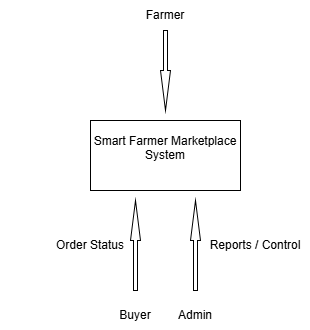 Farmer
Smart Farmer Marketplace
System
Order Status
Reports / Control
Buyer
Admin